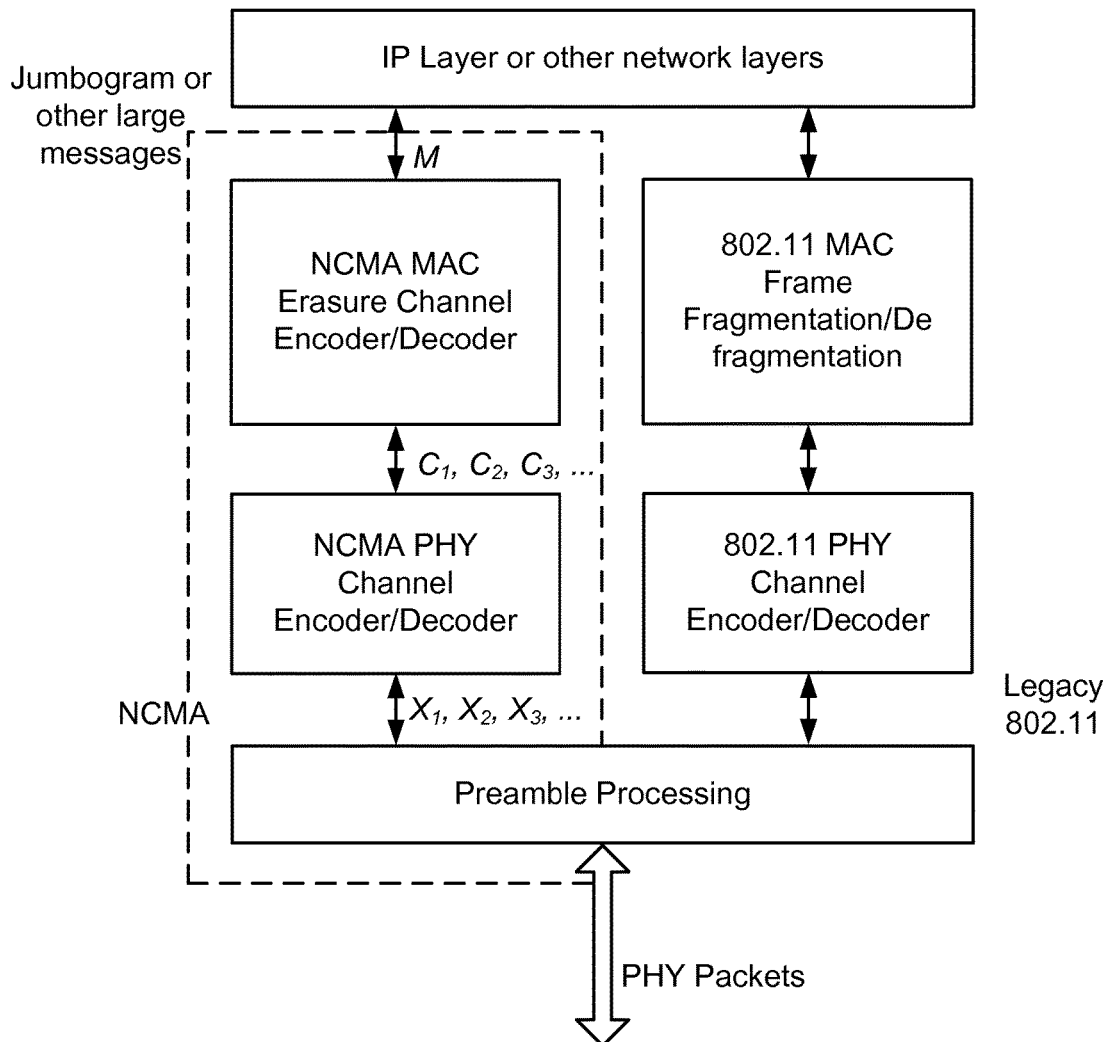 IP Layer or other network layers
Jumbogram or
other large
messages
M
NCMA MAC
Erasure Channel
Encoder/Decoder
802.11 MAC
Frame
Fragmentation/De
fragmentation
C1, C2, C3, ...
NCMA PHY
Channel
Encoder/Decoder
802.11 PHY
Channel
Encoder/Decoder
NCMA
X1, X2, X3, ...
Legacy
802.11
Preamble Processing
PHY Packets